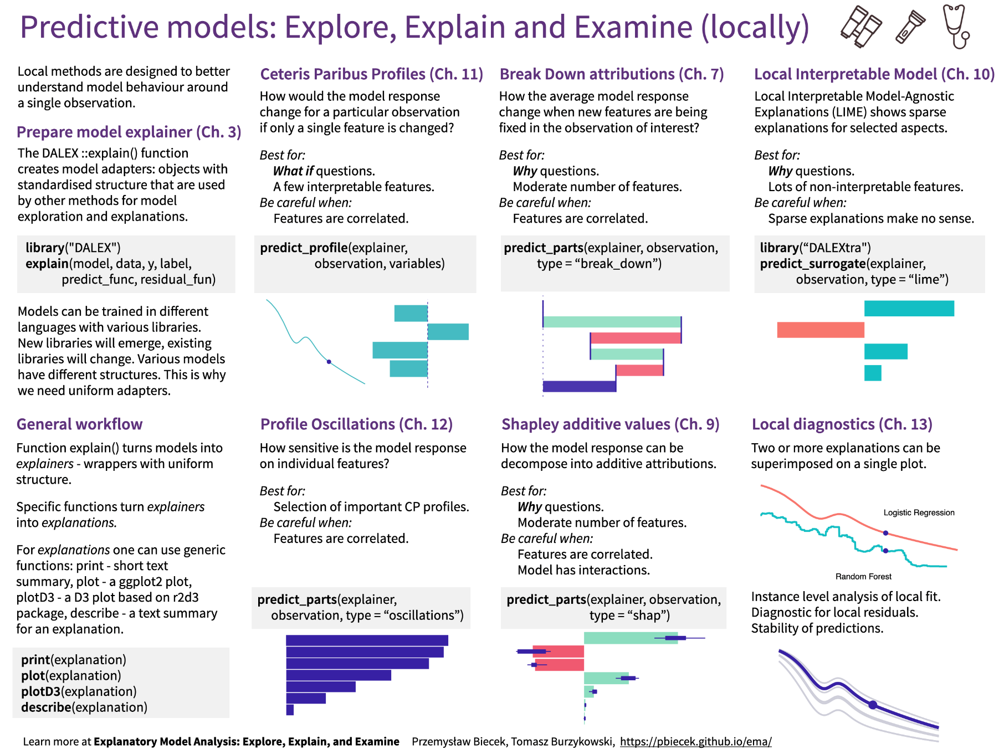 Predictive models: Explore, Explain and Examine (locally)
Local methods are designed to better
understand model behaviour around
a single observation.
Prepare model explainer (Ch. 3)
The DALEX ::explain() function
creates model adapters: objects with
standardised structure that are used
by other methods for model
exploration and explanations.
library("DALEX")
explain(model, data, y, label,
predict_func, residual_fun)
Models can be trained in different
languages with various libraries.
New libraries will emerge, existing
libraries will change. Various models
have different structures. This is why
we need uniform adapters.
General workflow
Function explain() turns models into
explainers - wrappers with uniform
structure.
Specific functions turn explainers
into explanations.
For explanations one can use generic
functions: print - short text
summary, plot - a ggplot2 plot,
plotD3 - a D3 plot based on r2d3
package, describe - a text summary
for an explanation.
print(explanation)
plot(explanation)
plotD3(explanation)
describe(explanation)
Ceteris Paribus Profiles (Ch. 11)
How would the model response
change for a particular observation
if only a single feature is changed?
Best for:
What if questions.
A few interpretable features.
Be careful when:
Features are correlated.
predict_profile(explainer,
observation, variables)
Profile Oscillations (Ch. 12)
How sensitive is the model response
on individual features?
Best for:
Selection of important CP profiles.
Be careful when:
Features are correlated.
predict_parts(explainer,
observation, type = “oscillations”)
Break Down attributions (Ch. 7)
How the average model response
change when new features are being
fixed in the observation of interest?
Best for:
Why questions.
Moderate number of features.
Be careful when:
Features are correlated.
predict_parts(explainer, observation,
type = “break_down”)
Shapley additive values (Ch. 9)
How the model response can be
decompose into additive attributions.
Best for:
Why questions.
Moderate number of features.
Be careful when:
Features are correlated.
Model has interactions.
predict_parts(explainer, observation,
type = “shap”)
Local Interpretable Model (Ch. 10)
Local Interpretable Model-Agnostic
Explanations (LIME) shows sparse
explanations for selected aspects.
Best for:
Why questions.
Lots of non-interpretable features.
Be careful when:
Sparse explanations make no sense.
library(“DALEXtra")
predict_surrogate(explainer,
observation, type = “lime”)
Local diagnostics (Ch. 13)
Two or more explanations can be
superimposed on a single plot.
Logistic Regression
Random Forest
Instance level analysis of local fit.
Diagnostic for local residuals.
Stability of predictions.
Learn more at Explanatory Model Analysis: Explore, Explain, and Examine Przemysław Biecek, Tomasz Burzykowski, https://pbiecek.github.io/ema/